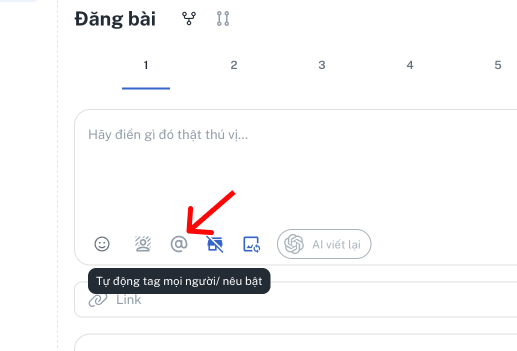 Đăng bài
1 2 3 4 5
Hãy điền gì đó thật thú vị...
@ AI viết lại
Tự động tag mọi người/ nêu bật
Link